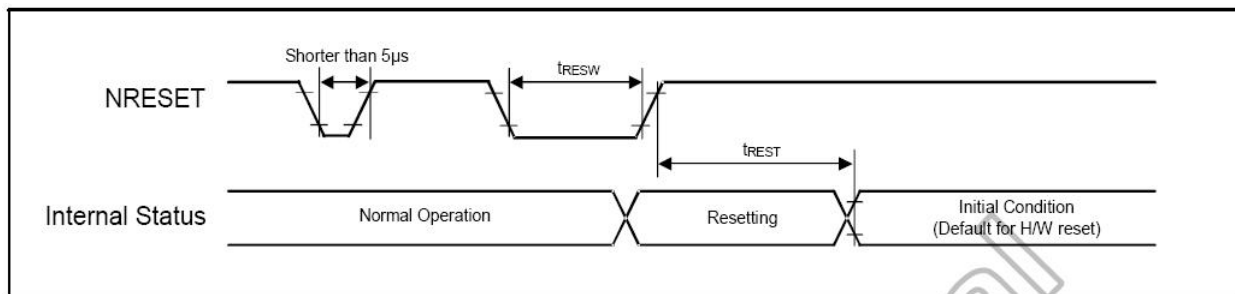 Shorter than 5µs
tRESW
NRESET
tREST
Internal Status
Normal Operation
Resetting
Initial Condition
(Default for H/W reset)